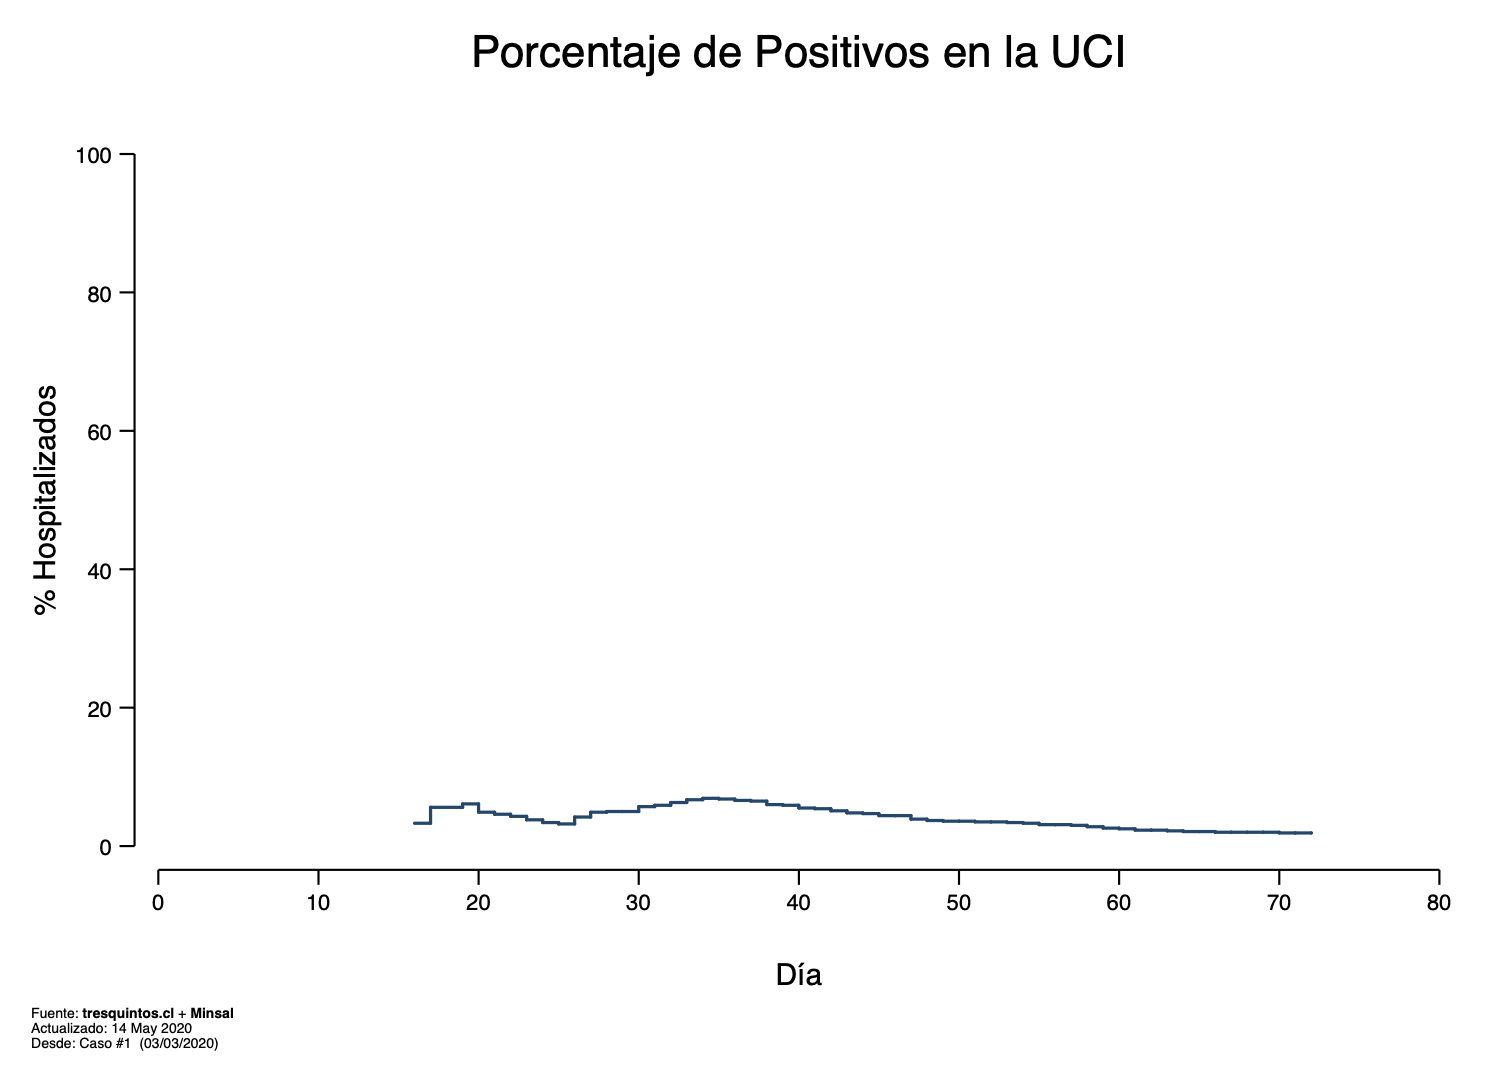 Porcentaje de Positivos en la UCI
100
80
60
40
20
0
% Hospitalizados
0 10 20 30 40 50 60 70 80
Día
Fuente: tresquintos.cl + Minsal
Actualizado: 14 May 2020
Desde: Caso #1 (03/03/2020)